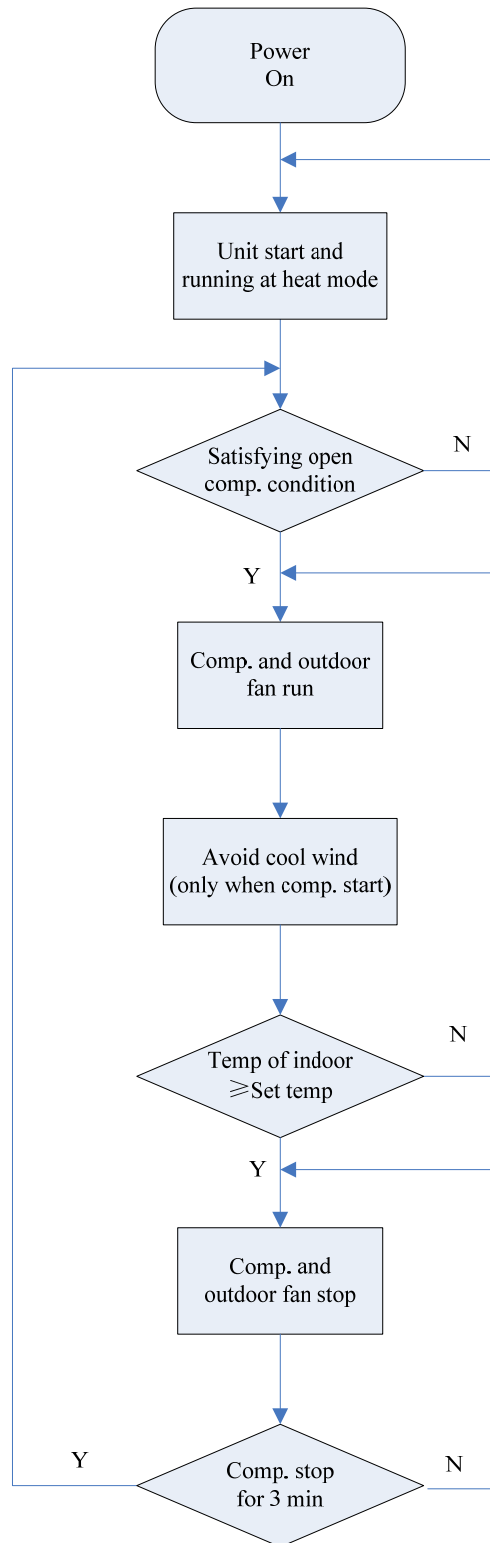 Power
On
Unit start and
running at heat mode
Satisfying open
comp. condition
N
Y
Comp. and outdoor
fan run
Avoid cool wind
(only when comp. start)
Temp of indoor
≥Set temp
N
Y
Comp. and
outdoor fan stop
Y
Comp. stop
for 3 min
N